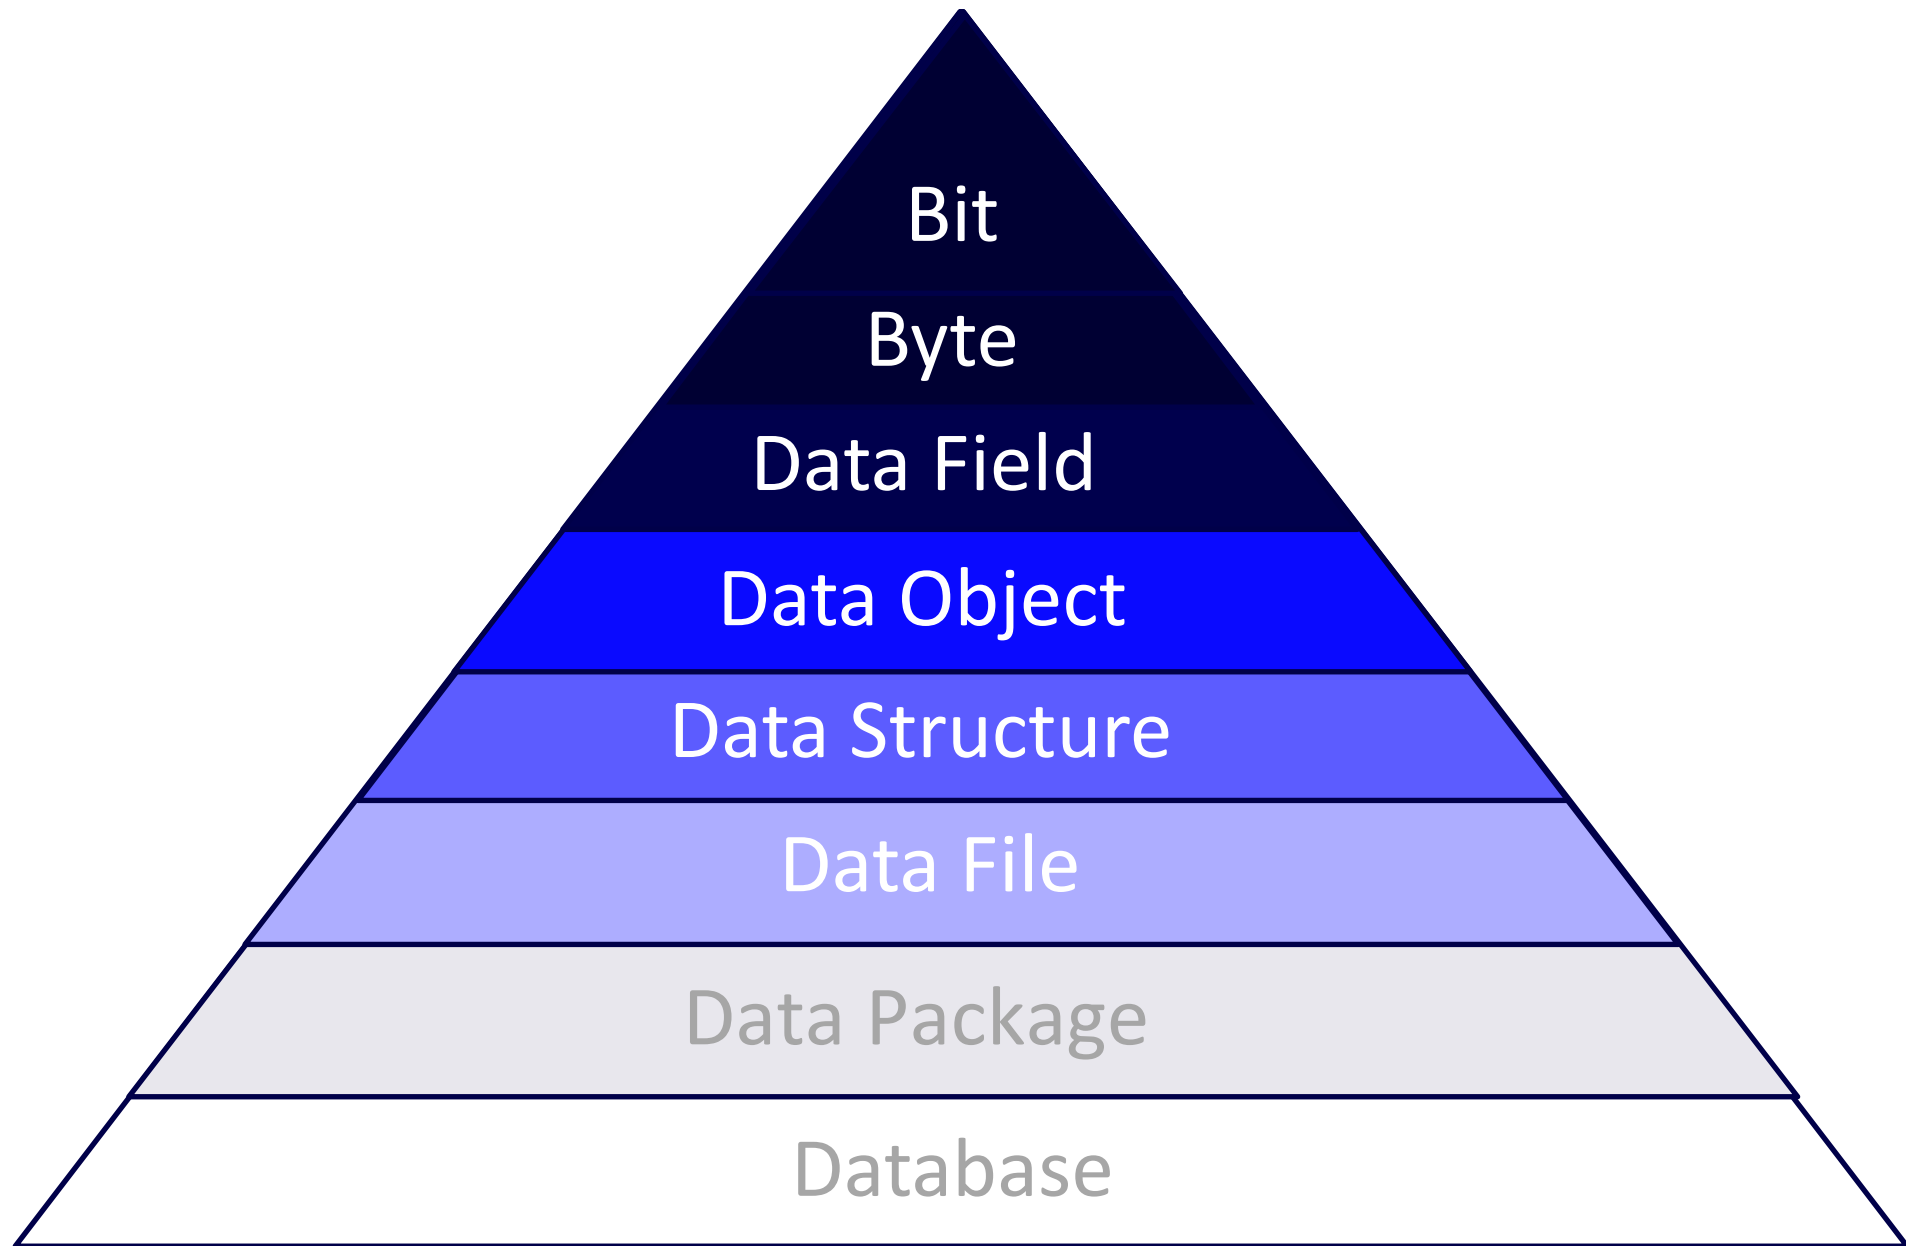 Bit
Byte
Data Field
Data Object
Data Structure
Data File
Data Package
Database